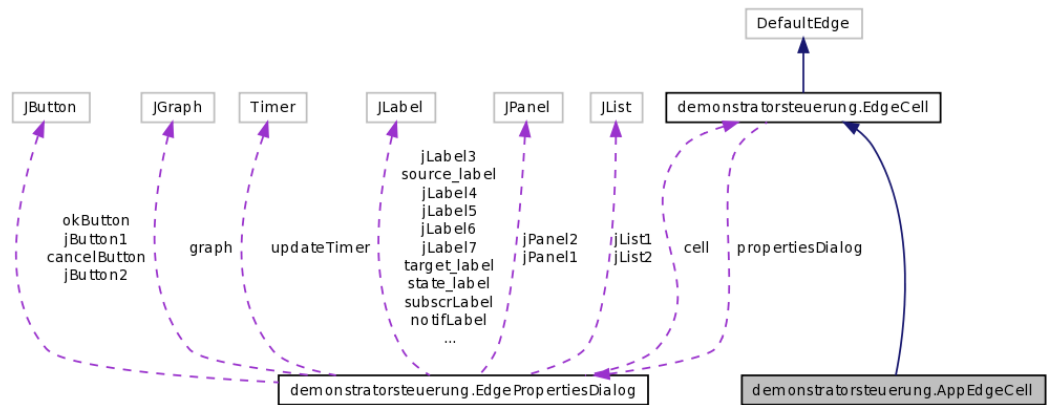 DefaultEdge
JButton
JGraph
Timer
JLabel
JPanel
JList
demonstratorsteuerung.EdgeCell
okButton
jButton1
cancelButton
jButton2
graph
updateTimer
jLabel3
source_label
jLabel4
jLabel5
jLabel6
jLabel7
target_label
state_label
subscrLabel
notifLabel
...
jPanel2
jPanel1
jList1
jList2
cell
propertiesDialog
demonstratorsteuerung.EdgePropertiesDialog
demonstratorsteuerung.AppEdgeCell